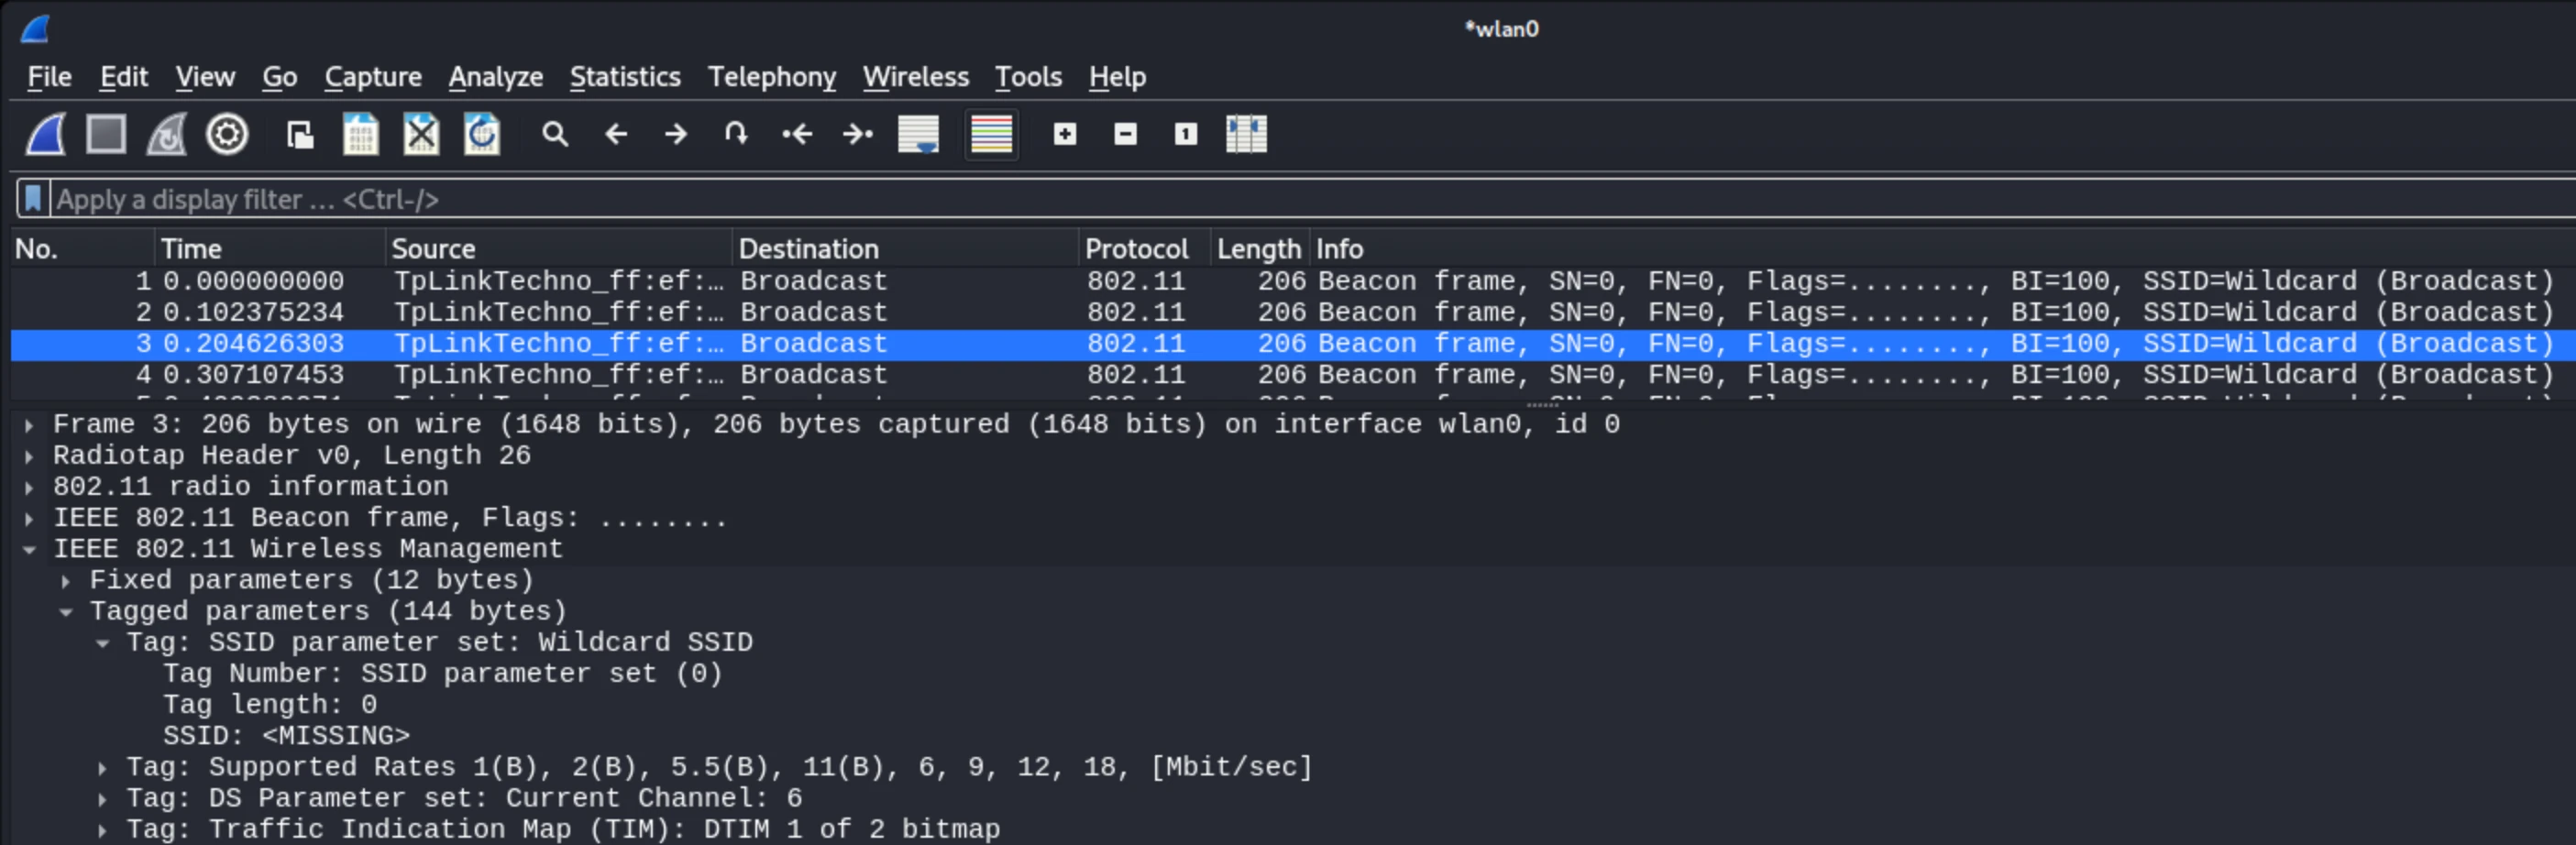 *wlan0
File Edit View Go Capture Analyze Statistics Telephony Wireless Tools Help
Apply a display filter ... <Ctrl-/>
No. Time Source Destination Protocol Length Info
1 0.000000000 TpLinkTechno_ff:ef:… Broadcast 802.11 206 Beacon frame, SN=0, FN=0, Flags=........, BI=100, SSID=Wildcard (Broadcast)
2 0.102375234 TpLinkTechno_ff:ef:… Broadcast 802.11 206 Beacon frame, SN=0, FN=0, Flags=........, BI=100, SSID=Wildcard (Broadcast)
3 0.204626303 TpLinkTechno_ff:ef:… Broadcast 802.11 206 Beacon frame, SN=0, FN=0, Flags=........, BI=100, SSID=Wildcard (Broadcast)
4 0.307107453 TpLinkTechno_ff:ef:… Broadcast 802.11 206 Beacon frame, SN=0, FN=0, Flags=........, BI=100, SSID=Wildcard (Broadcast)
Frame 3: 206 bytes on wire (1648 bits), 206 bytes captured (1648 bits) on interface wlan0, id 0
Radiotap Header v0, Length 26
802.11 radio information
IEEE 802.11 Beacon frame, Flags: ........
IEEE 802.11 Wireless Management
Fixed parameters (12 bytes)
Tagged parameters (144 bytes)
Tag: SSID parameter set: Wildcard SSID
Tag Number: SSID parameter set (0)
Tag length: 0
SSID: <MISSING>
Tag: Supported Rates 1(B), 2(B), 5.5(B), 11(B), 6, 9, 12, 18, [Mbit/sec]
Tag: DS Parameter set: Current Channel: 6
Tag: Traffic Indication Map (TIM): DTIM 1 of 2 bitmap